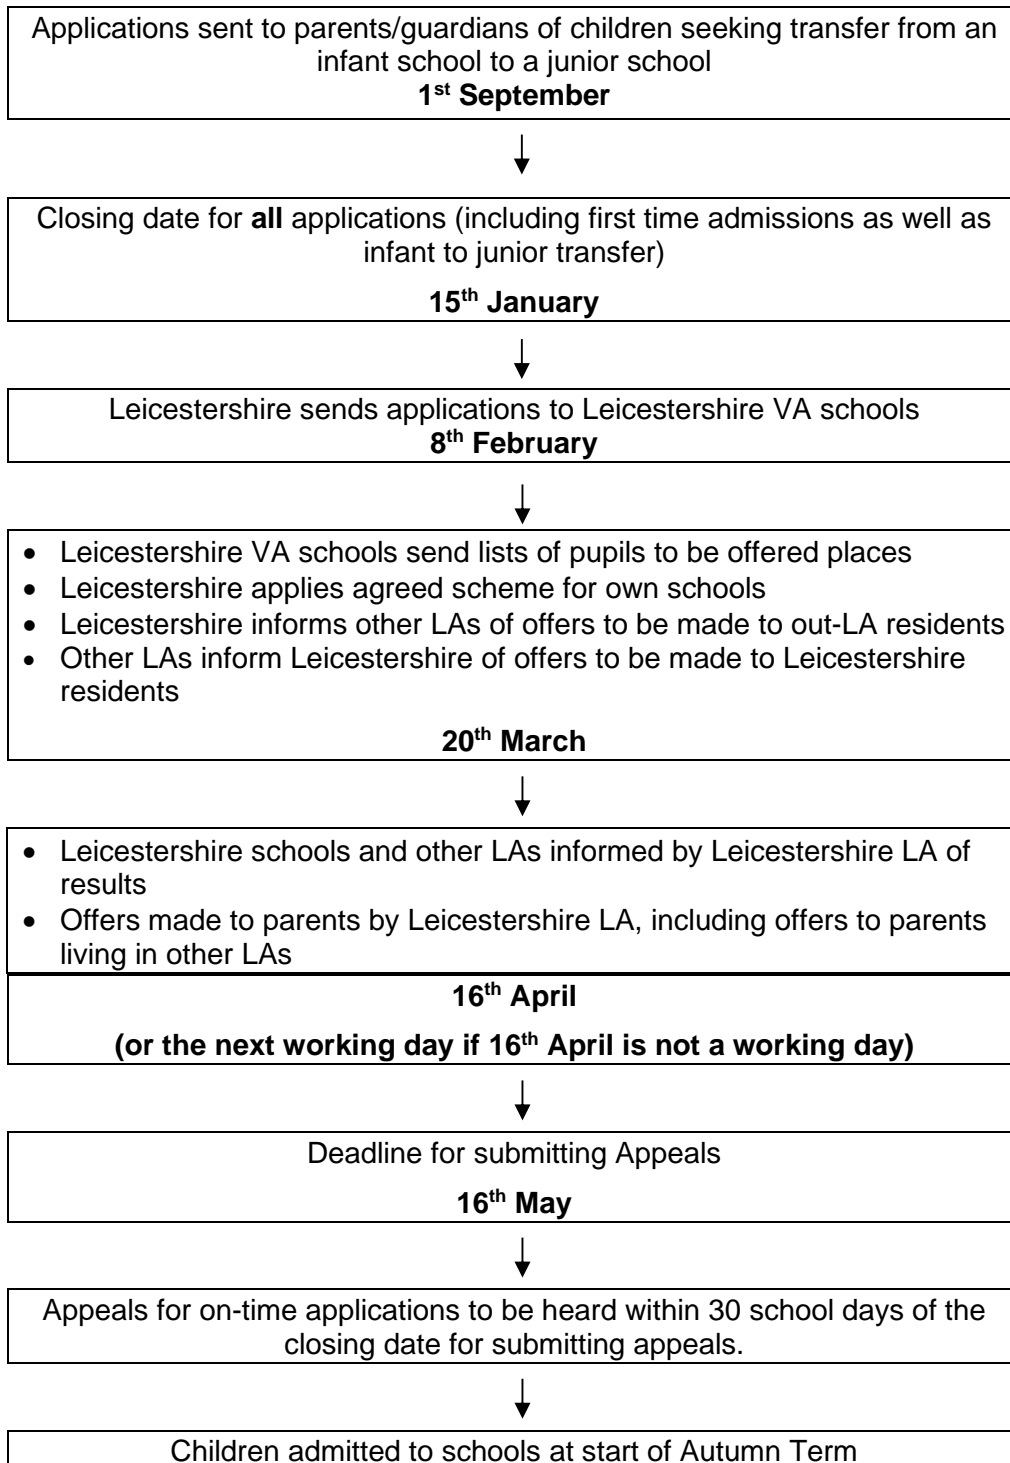 Applications sent to parents/guardians of children seeking transfer from an
infant school to a junior school
1st September
Closing date for all applications (including first time admissions as well as
infant to junior transfer)
15th January
Leicestershire sends applications to Leicestershire VA schools
8th February
• Leicestershire VA schools send lists of pupils to be offered places
• Leicestershire applies agreed scheme for own schools
• Leicestershire informs other LAs of offers to be made to out-LA residents
• Other LAs inform Leicestershire of offers to be made to Leicestershire
residents
20th March
• Leicestershire schools and other LAs informed by Leicestershire LA of
results
• Offers made to parents by Leicestershire LA, including offers to parents
living in other LAs
16th April
(or the next working day if 16th April is not a working day)
Deadline for submitting Appeals
16th May
Appeals for on-time applications to be heard within 30 school days of the
closing date for submitting appeals.
Children admitted to schools at start of Autumn Term